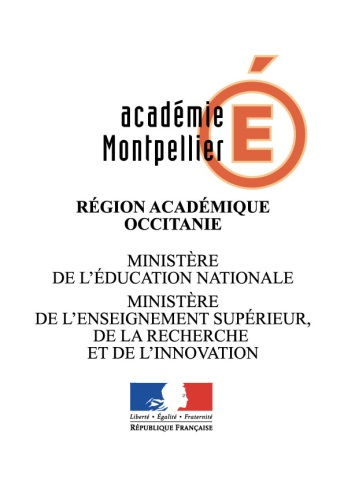 académie
Montpellier É
RÉGION ACADÉMIQUE
OCCITANIE
MINISTÈRE
DE L’ÉDUCATION NATIONALE
MINISTÈRE
DE L’ENSEIGNEMENT SUPÉRIEUR,
DE LA RECHERCHE
ET DE L’INNOVATION
Liberté • Égalité • Fraternité
RÉPUBLIQUE FRANÇAISE